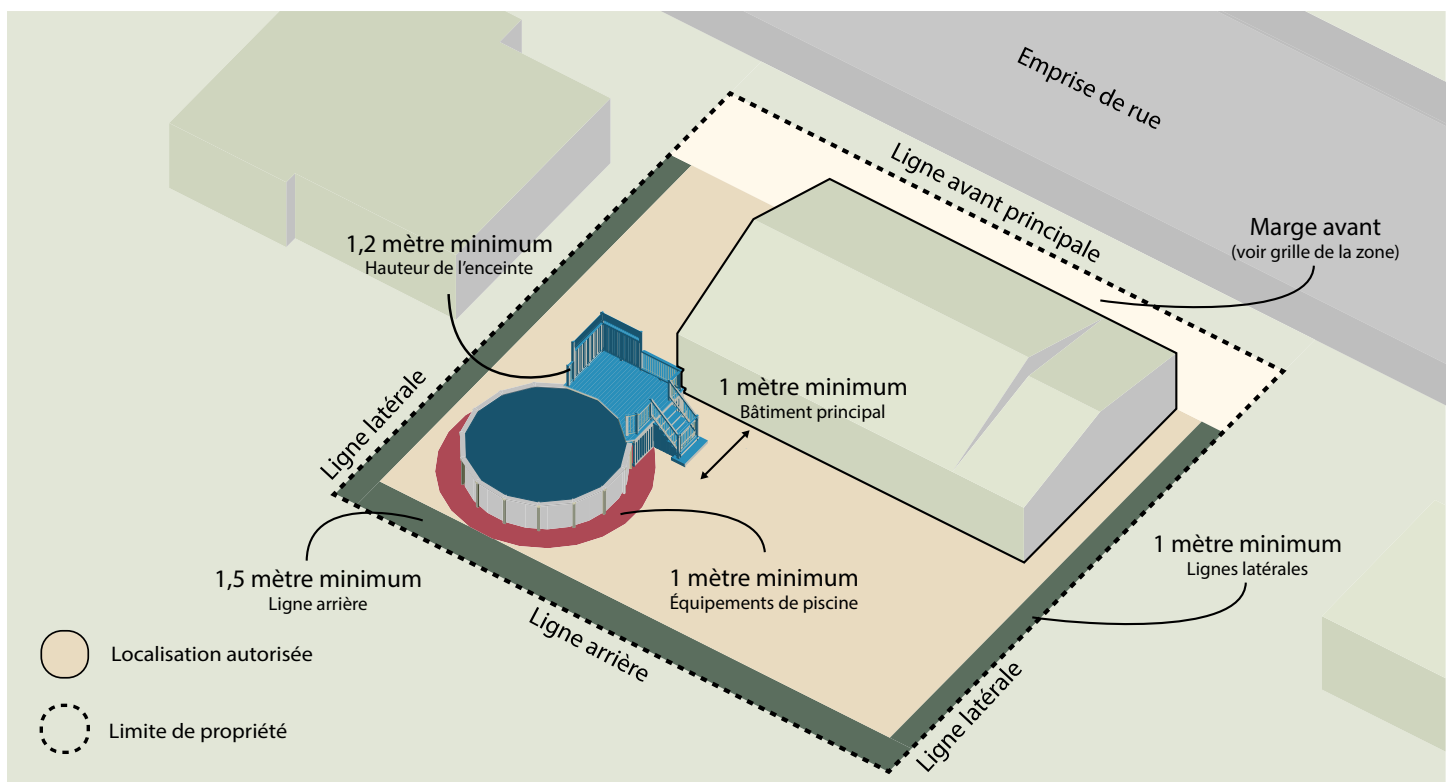 Emprise de rue
Ligne avant principale
Marge avant
(voir grille de la zone)
1,2 mètre minimum
Hauteur de l'enceinte
Ligne latérale
1 mètre minimum
Bâtiment principal
1,5 mètre minimum
Ligne arrière
1 mètre minimum
Équipements de piscine
1 mètre minimum
Lignes latérales
Ligne arrière
Ligne latérale
Localisation autorisée
Limite de propriété